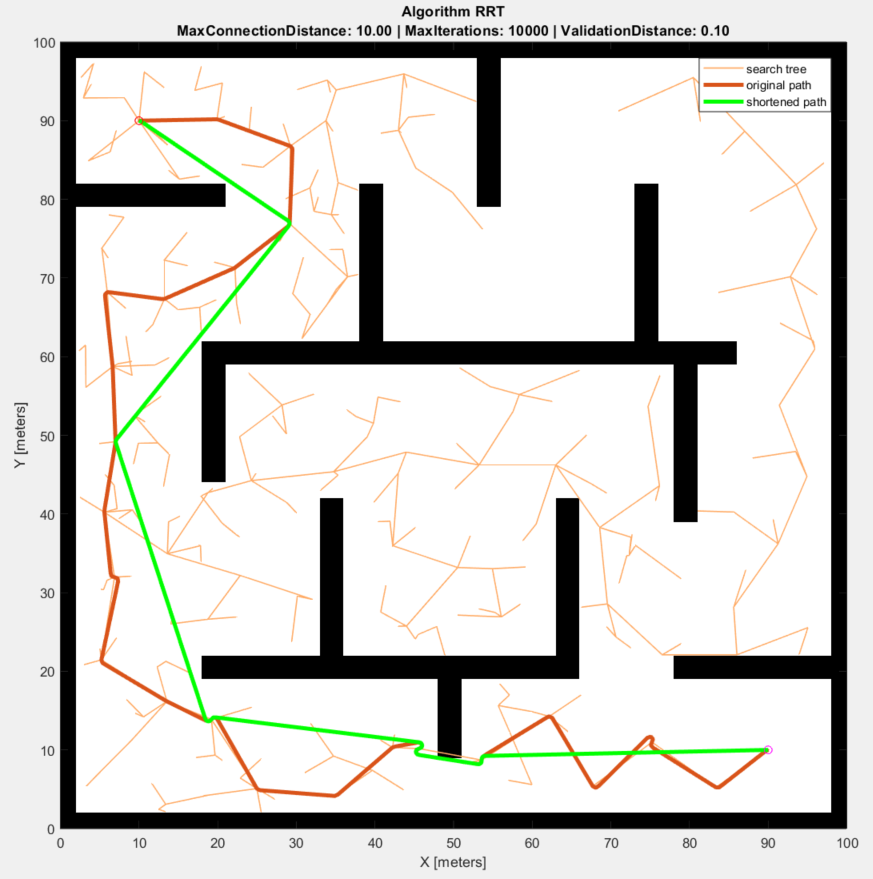 Algorithm RRT
MaxConnectionDistance: 10.00 | MaxIterations: 10000 | ValidationDistance: 0.10
search tree
original path
shortened path
100
90
80
70
60
50
40
30
20
10
0
Y [meters]
0 10 20 30 40 50 60 70 80 90 100
X [meters]